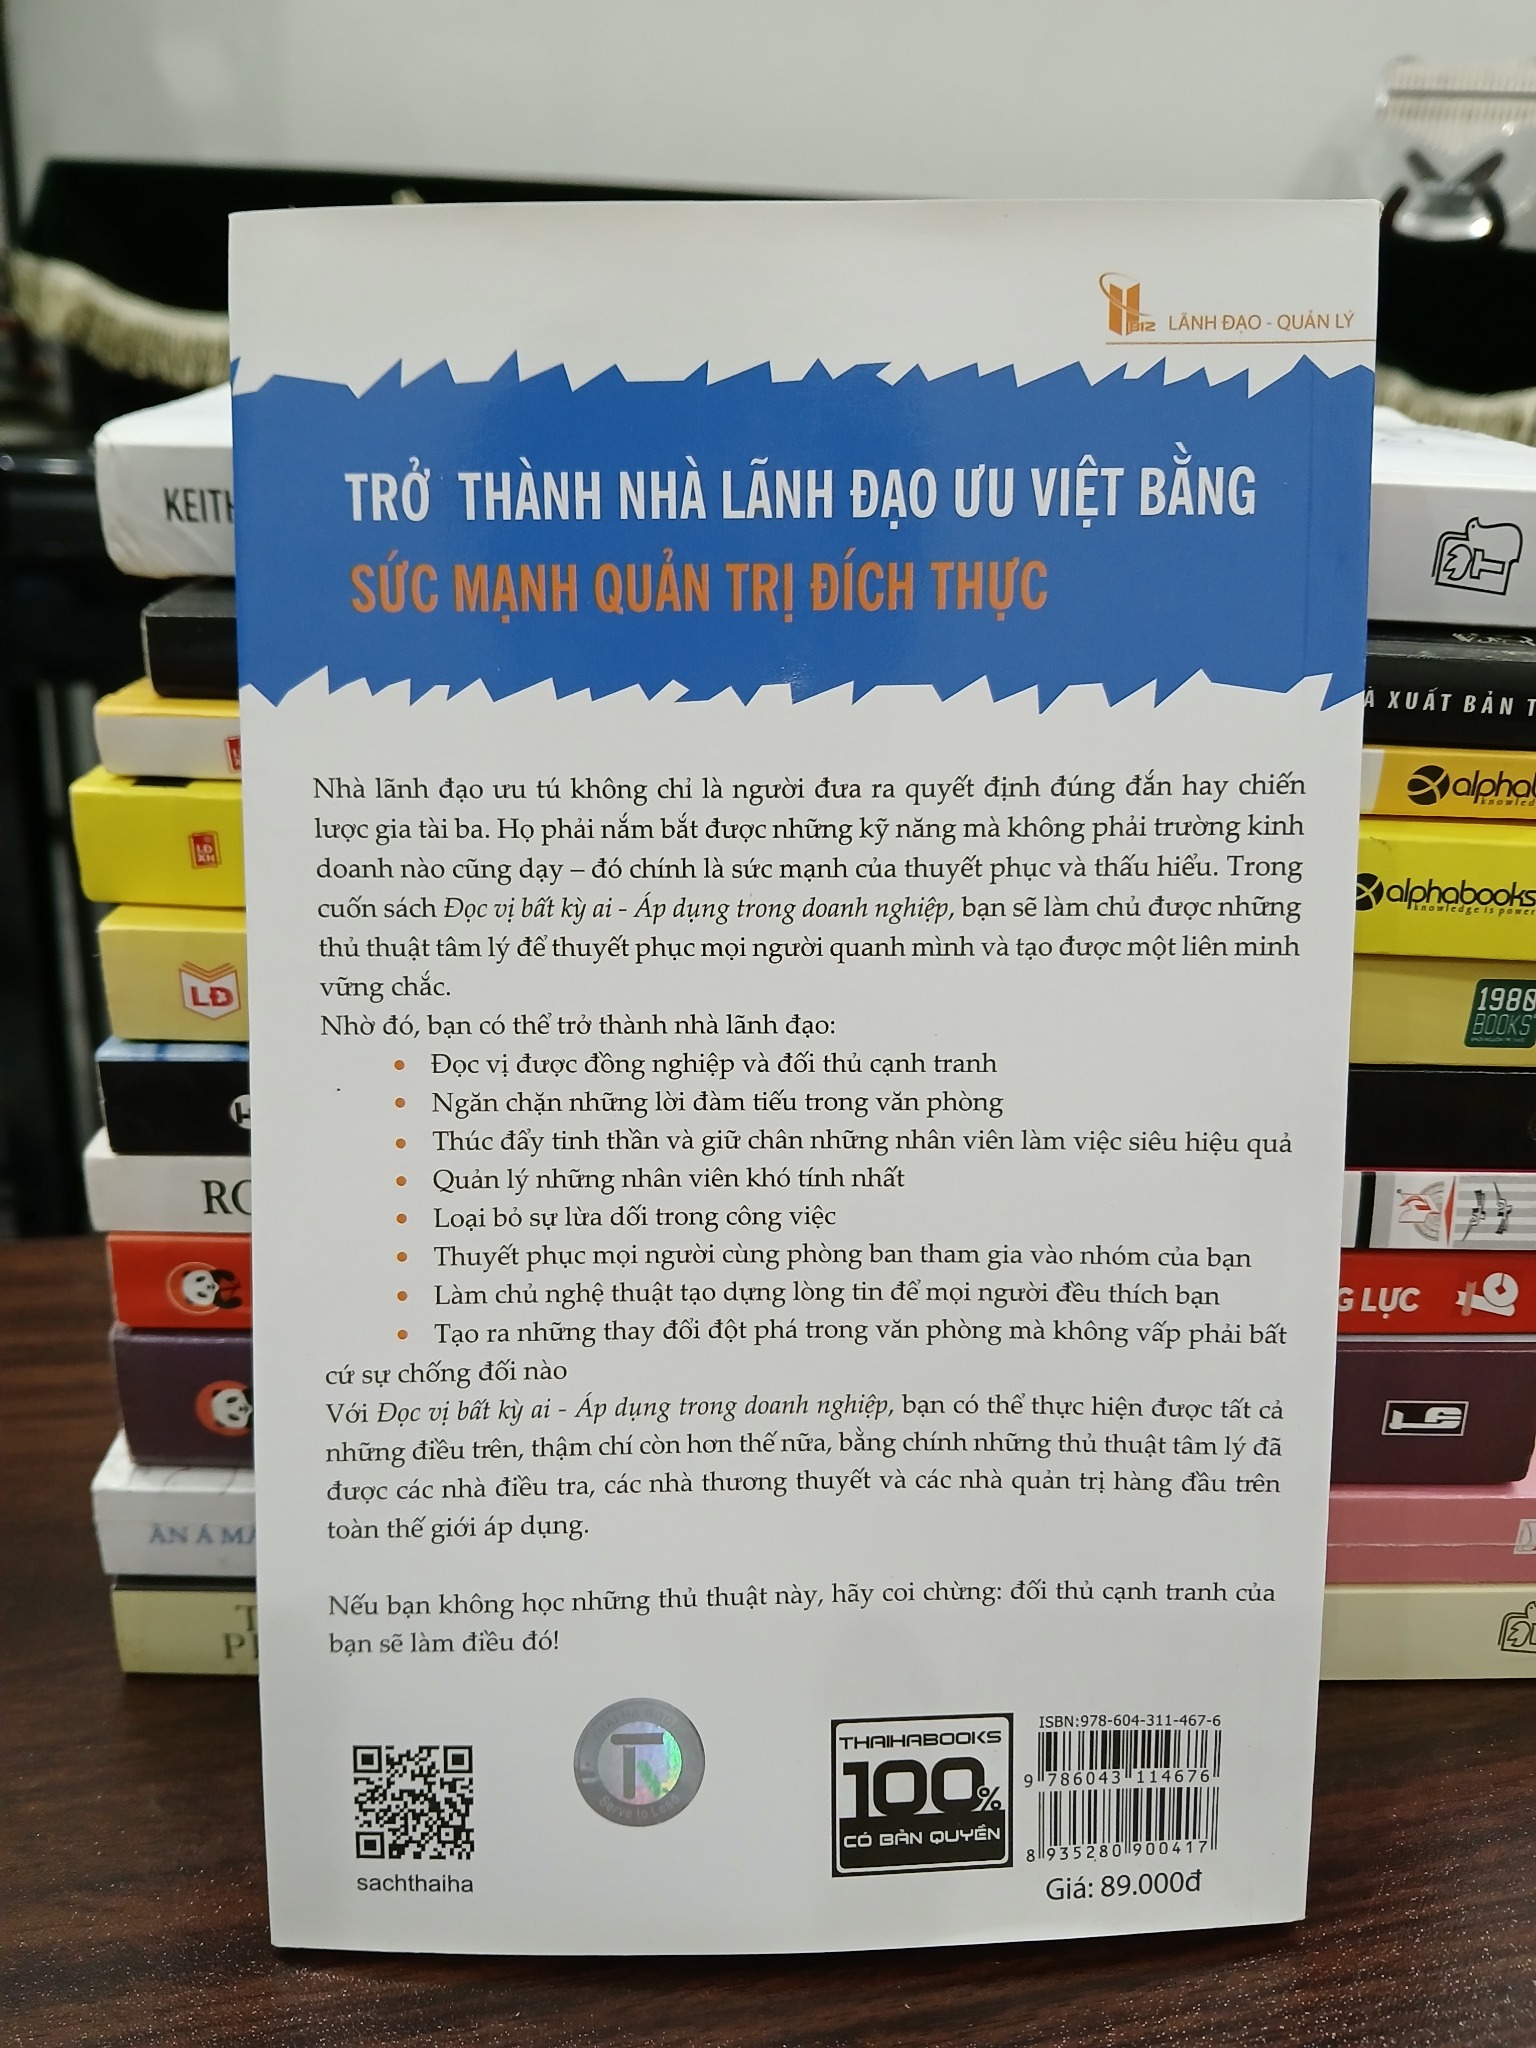 BIZ LÃNH ĐẠO - QUẢN LÝ
TRỞ THÀNH NHÀ LÃNH ĐẠO ƯU VIỆT BẰNG
SỨC MẠNH QUẢN TRỊ ĐÍCH THỰC
Nhà lãnh đạo ưu tú không chỉ là người đưa ra quyết định đúng đắn hay chiến
lược gia tài ba. Họ phải nắm bắt được những kỹ năng mà không phải trường kinh
doanh nào cũng dạy – đó chính là sức mạnh của thuyết phục và thấu hiểu. Trong
cuốn sách Đọc vị bất kỳ ai - Áp dụng trong doanh nghiệp, bạn sẽ làm chủ được những
thủ thuật tâm lý để thuyết phục mọi người quanh mình và tạo được một liên minh
vững chắc.
Nhờ đó, bạn có thể trở thành nhà lãnh đạo:
• Đọc vị được đồng nghiệp và đối thủ cạnh tranh
• Ngăn chặn những lời đàm tiếu trong văn phòng
• Thúc đẩy tinh thần và giữ chân những nhân viên làm việc siêu hiệu quả
• Quản lý những nhân viên khó tính nhất
• Loại bỏ sự lừa dối trong công việc
• Thuyết phục mọi người cùng phòng ban tham gia vào nhóm của bạn
• Làm chủ nghệ thuật tạo dựng lòng tin để mọi người đều thích bạn
• Tạo ra những thay đổi đột phá trong văn phòng mà không vấp phải bất
cứ sự chống đối nào
Với Đọc vị bất kỳ ai - Áp dụng trong doanh nghiệp, bạn có thể thực hiện được tất cả
những điều trên, thậm chí còn hơn thế nữa, bằng chính những thủ thuật tâm lý đã
được các nhà điều tra, các nhà thương thuyết và các nhà quản trị hàng đầu trên
toàn thế giới áp dụng.
Nếu bạn không học những thủ thuật này, hãy coi chừng: đối thủ cạnh tranh của
bạn sẽ làm điều đó!
sachthaiha
Serve to Lead
THAIHABOOKS
100%
CÓ BẢN QUYỀN
ISBN:978-604-311-467-6
9 786043 114676
8 935280 900417
Giá: 89.000đ
KEITH
LĐ
RO
ÂN Á MA
À XUẤT BẢN T
alphab
knowled
alphabooks
knowledge is power
1980
BOOKS
G LỰC